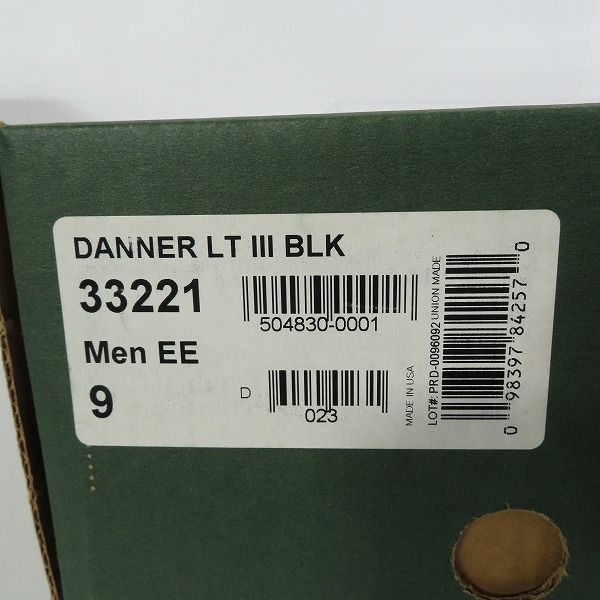 DANNER LT III BLK
33221
504830-0001
Men EE
9
D
023
MADE IN USA
LOT#: PRD-0096092 UNION MADE
0 98397 84257 0